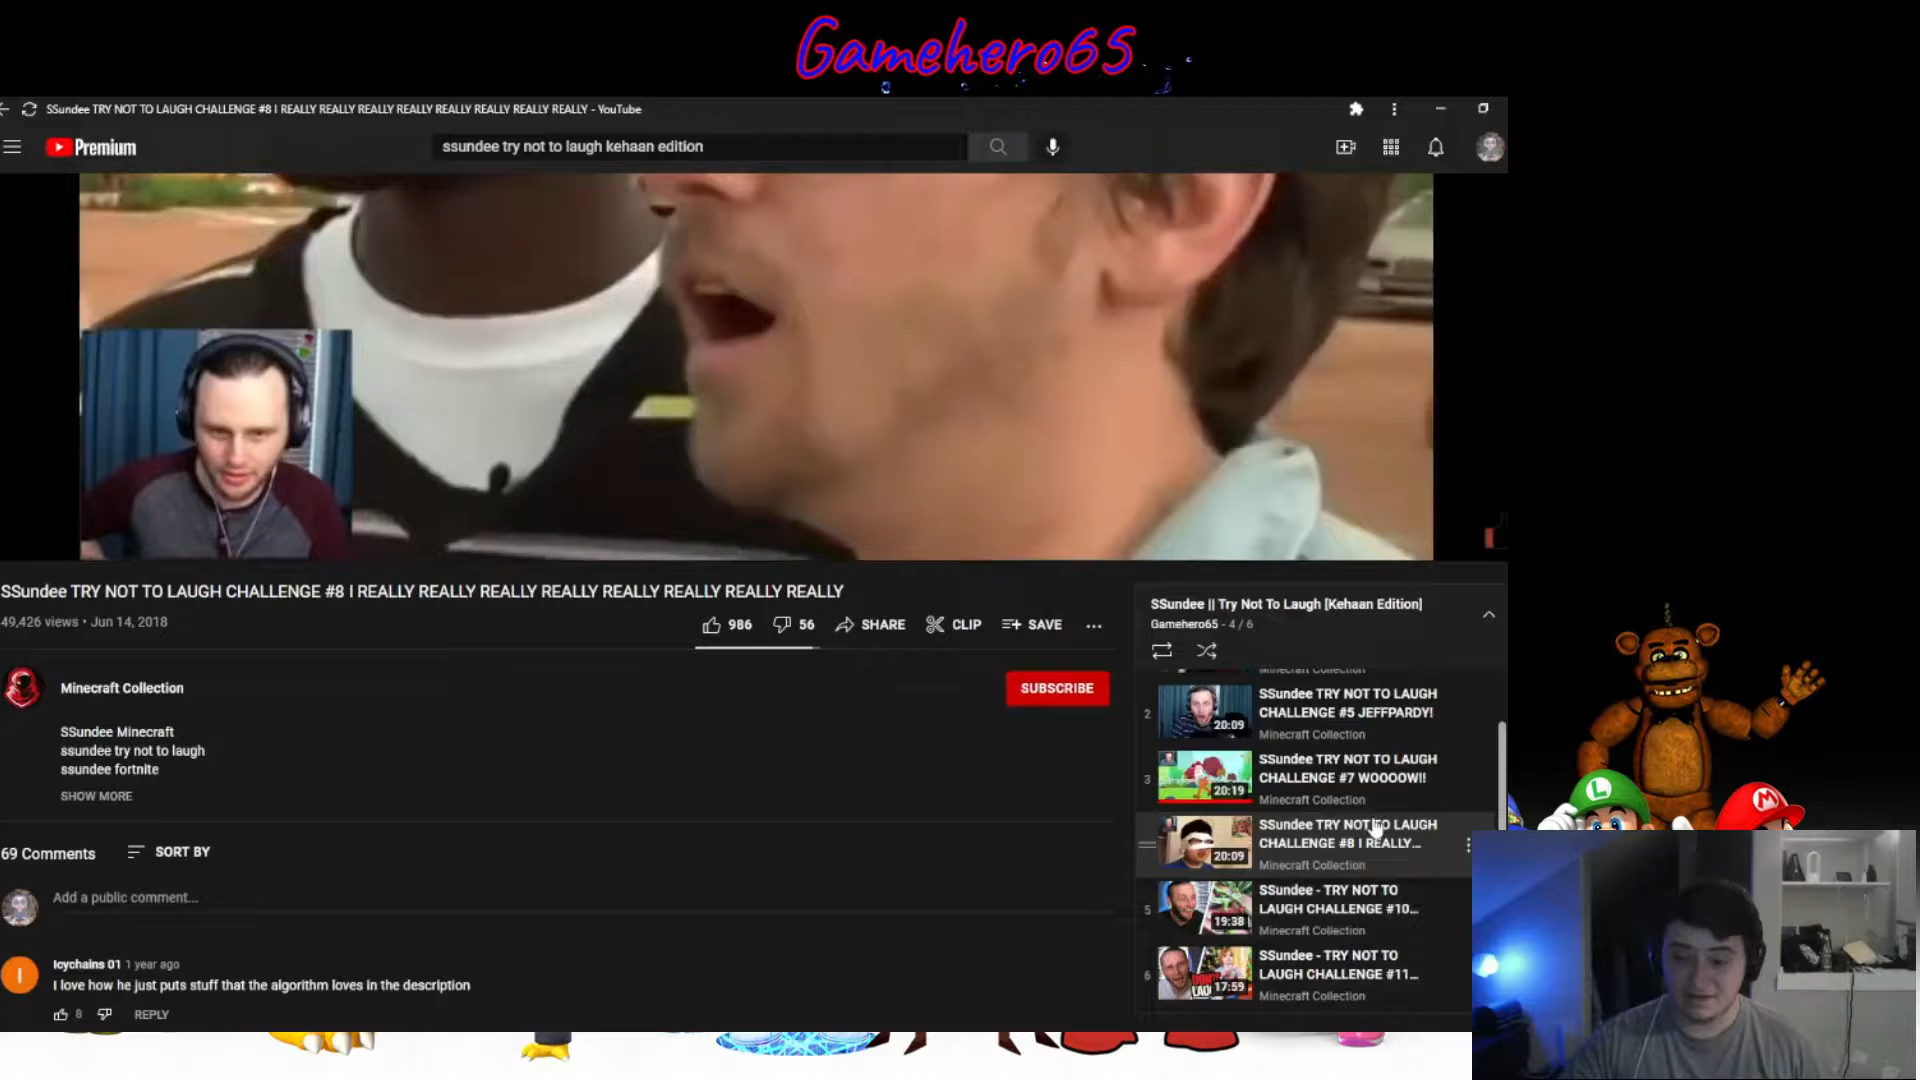 Gamehero65
SSundee TRY NOT TO LAUGH CHALLENGE #8 I REALLY REALLY REALLY REALLY REALLY REALLY REALLY REALLY - YouTube
Premium
ssundee try not to laugh kehaan edition
SSundee TRY NOT TO LAUGH CHALLENGE #8 I REALLY REALLY REALLY REALLY REALLY REALLY REALLY REALLY
49,426 views • Jun 14, 2018
986
56
SHARE
CLIP
SAVE
Minecraft Collection
SUBSCRIBE
SSundee Minecraft
ssundee try not to laugh
ssundee fortnite
SHOW MORE
69 Comments
SORT BY
Add a public comment...
I
Icychains 01 1 year ago
I love how he just puts stuff that the algorithm loves in the description
8
REPLY
SSundee || Try Not To Laugh [Kehaan Edition]
Gamehero65 - 4 / 6
Minecraft Collection
2
20:09
SSundee TRY NOT TO LAUGH
CHALLENGE #5 JEFFPARDY!
Minecraft Collection
3
20:19
SSundee TRY NOT TO LAUGH
CHALLENGE #7 WOOOOW!!
Minecraft Collection
20:09
SSundee TRY NOT TO LAUGH
CHALLENGE #8 I REALLY...
Minecraft Collection
5
19:38
SSundee - TRY NOT TO
LAUGH CHALLENGE #10...
Minecraft Collection
6
17:59
SSundee - TRY NOT TO
LAUGH CHALLENGE #11...
Minecraft Collection
L
M